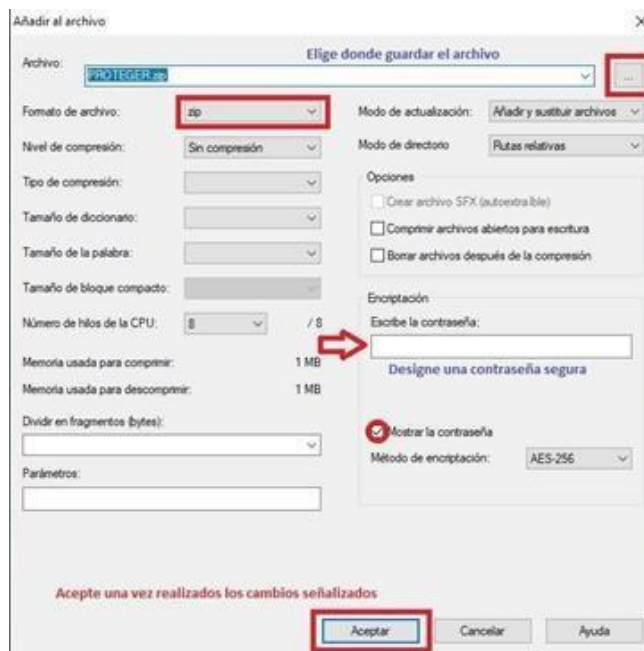 Añadir al archivo
Elige donde guardar el archivo
Archivo:
PROTEGER.zip
...
Formato de archivo:
zip
Modo de actualización:
Añadir y sustituir archivos
Nivel de compresión:
Sin compresión
Modo de directorio
Rutas relativas
Tipo de compresión:
Opciones
Crear archivo SFX (autoextraíble)
Tamaño de diccionario:
Comprimir archivos abiertos para escritura
Tamaño de la palabra:
Borrar archivos después de la compresión
Tamaño de bloque compacto:
Encriptación
Número de hilos de la CPU:
8
/ 8
Escribe la contraseña:
Memoria usada para comprimir:
1 MB
Designe una contraseña segura
Memoria usada para descomprimir:
1 MB
Dividir en fragmentos (bytes):
Mostrar la contraseña
Método de encriptación:
AES-256
Parámetros:
Acepte una vez realizados los cambios señalizados
Aceptar
Cancelar
Ayuda